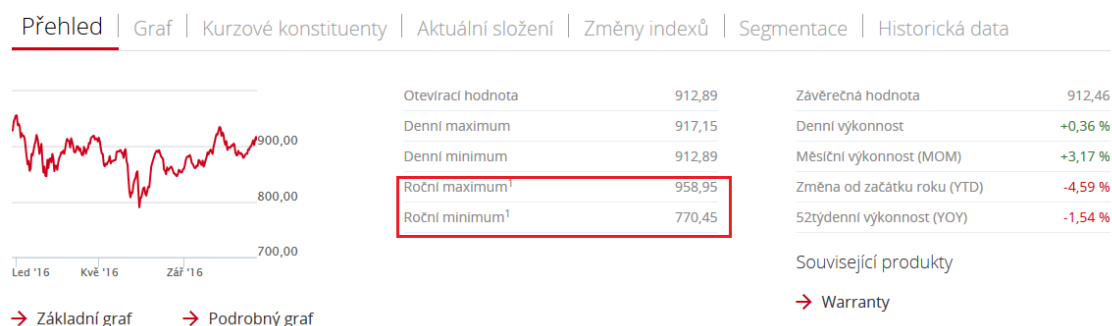 Přehled Graf Kurzové konstituenty Aktuální složení Změny indexů Segmentace Historická data
900,00
800,00
700,00
Led '16 Kvě '16 Zář '16
→ Základní graf → Podrobný graf
Otevírací hodnota 912,89
Denní maximum 917,15
Denní minimum 912,89
Roční maximum¹ 958,95
Roční minimum¹ 770,45
Závěrečná hodnota 912,46
Denní výkonnost +0,36 %
Měsíční výkonnost (MOM) +3,17 %
Změna od začátku roku (YTD) -4,59 %
52týdenní výkonnost (YOY) -1,54 %
Související produkty
→ Warranty